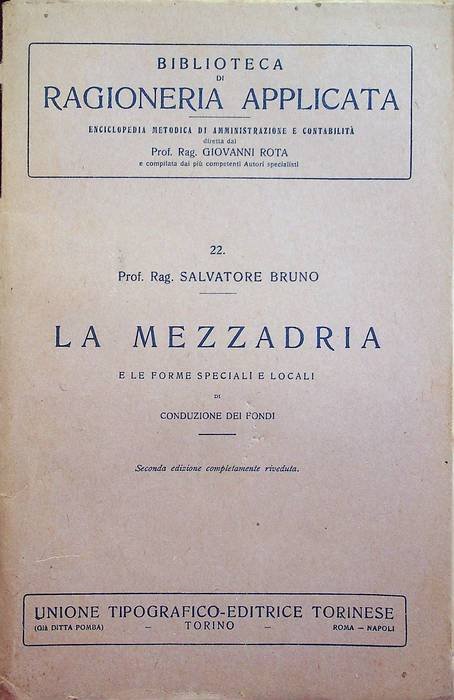 BIBLIOTECA
DI
RAGIONERIA APPLICATA
ENCICLOPEDIA METODICA DI AMMINISTRAZIONE E CONTABILITÀ
diretta dal
Prof. Rag. GIOVANNI ROTA
e compilata dai più competenti Autori specialisti
22.
Prof. Rag. SALVATORE BRUNO
LA MEZZADRIA
E LE FORME SPECIALI E LOCALI
DI
CONDUZIONE DEI FONDI
Seconda edizione completamente riveduta.
UNIONE TIPOGRAFICO-EDITRICE TORINESE
(Già DITTA POMBA) – TORINO – ROMA – NAPOLI